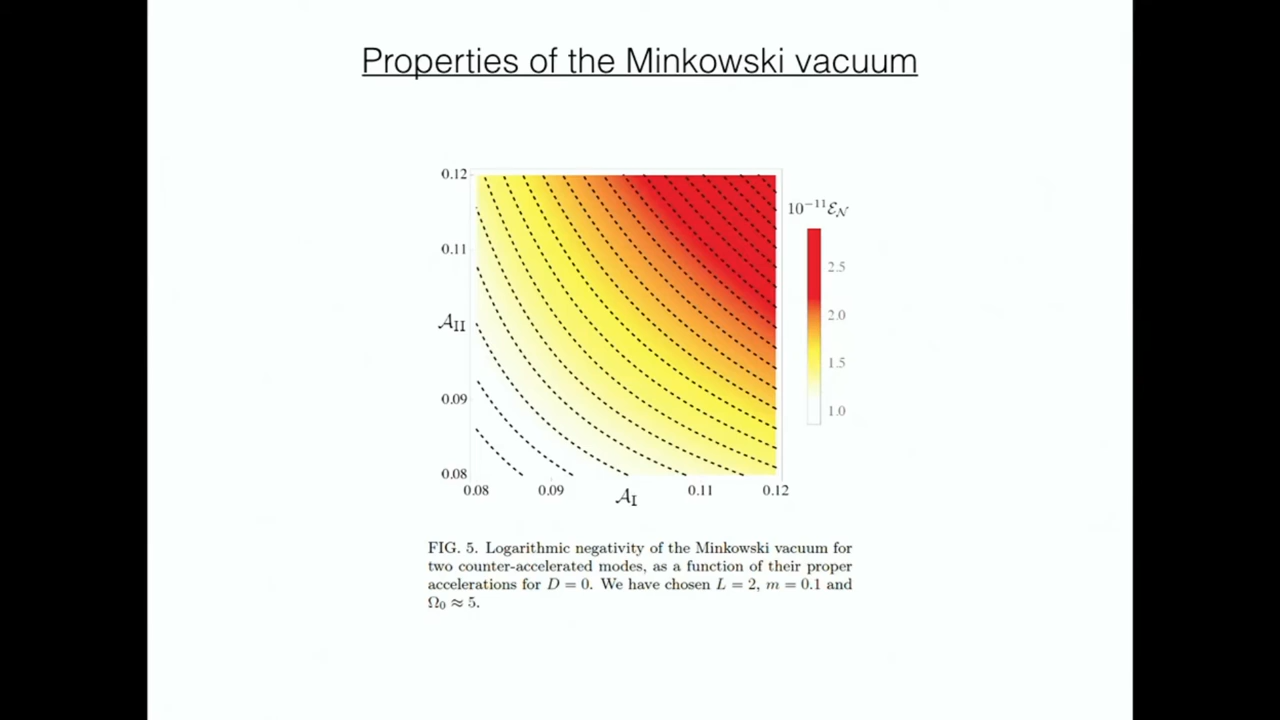 Properties of the Minkowski vacuum
0.12
10⁻¹¹ℰ𝒩
0.11
2.5
𝒜II
2.0
1.5
0.09
1.0
0.08
0.08 0.09 𝒜I 0.11 0.12
FIG. 5. Logarithmic negativity of the Minkowski vacuum for
two counter-accelerated modes, as a function of their proper
accelerations for D = 0. We have chosen L = 2, m = 0.1 and
Ω₀ ≈ 5.